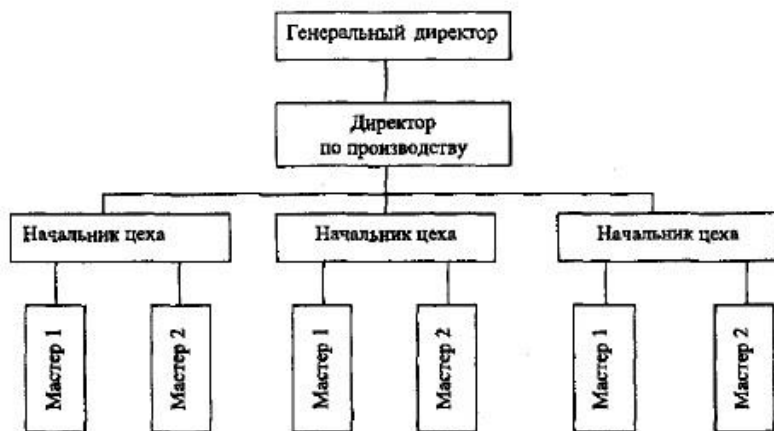 Генеральный директор
Директор
по производству
Начальник цеха
Начальник цеха
Начальник цеха
Мастер 1
Мастер 2
Мастер 1
Мастер 2
Мастер 1
Мастер 2